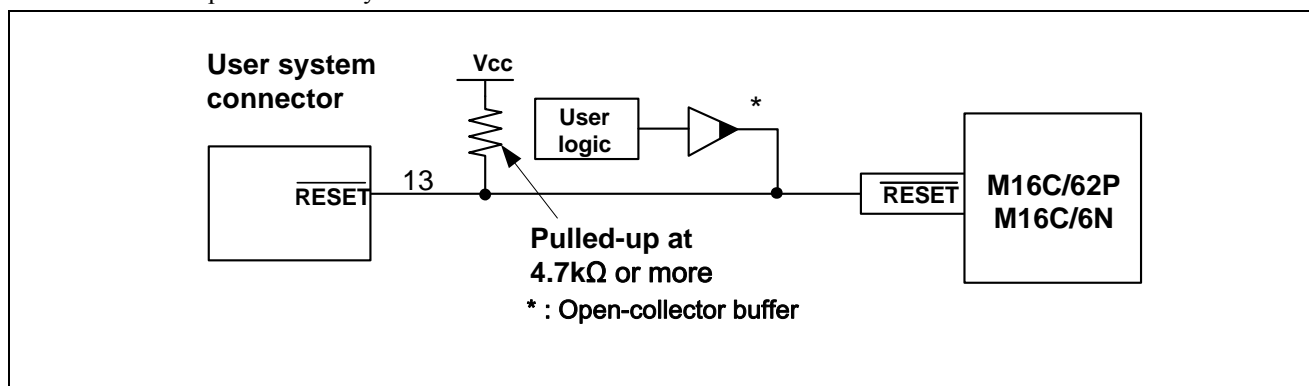 User system
connector
Vcc
User
logic
*
RESET
13
RESET
M16C/62P
M16C/6N
Pulled-up at
4.7kΩ or more
* : Open-collector buffer